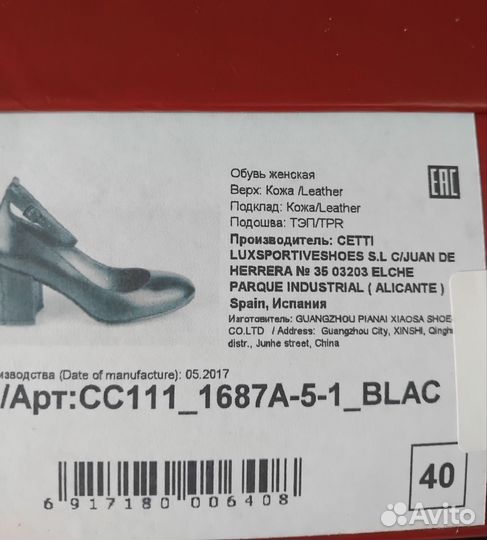 Обувь женская
Верх: Кожа /Leather
Подклад: Кожа/Leather
Подошва: ТЭП/TPR
Производитель: CETTI
LUXSPORTIVESHOES S.L C/JUAN DE
HERRERA № 35 03203 ELCHE
PARQUE INDUSTRIAL ( ALICANTE )
Spain, Испания
Изготовитель: GUANGZHOU PIANAI XIAOSA SHOE
CO.LTD / Address: Guangzhou City, XINSHI, Qingh
distr., Junhe street, China
EAC
изводства (Date of manufacture): 05.2017
/Арт:CC111_1687A-5-1_BLAC
6 917180 006408
40
Avito